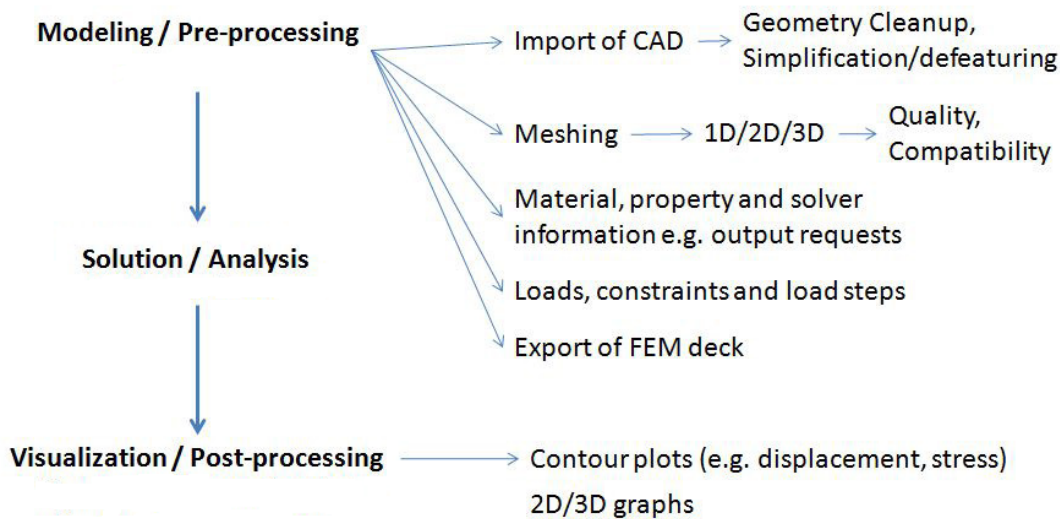 Modeling / Pre-processing
Import of CAD
Geometry Cleanup,
Simplification/defeaturing
Meshing
1D/2D/3D
Quality,
Compatibility
Material, property and solver
information e.g. output requests
Solution / Analysis
Loads, constraints and load steps
Export of FEM deck
Visualization / Post-processing
Contour plots (e.g. displacement, stress)
2D/3D graphs